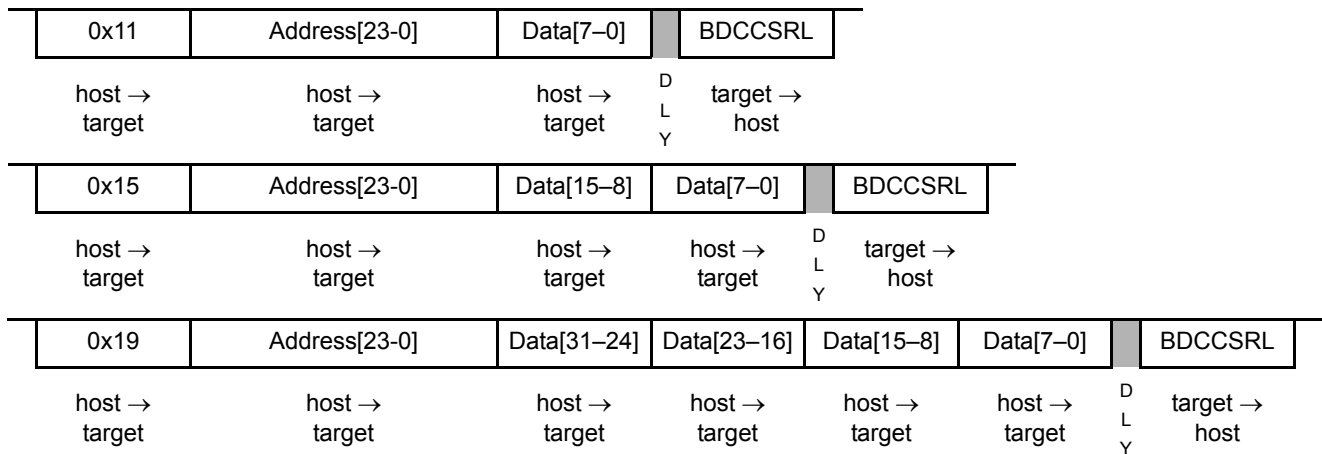 0x11 Address[23-0] Data[7–0] BDCCSRL
host → host → host → D target →
target target target L host
Y
0x15 Address[23-0] Data[15–8] Data[7–0] BDCCSRL
host → host → host → host → D target →
target target target target L host
Y
0x19 Address[23-0] Data[31–24] Data[23–16] Data[15–8] Data[7–0] BDCCSRL
host → host → host → host → host → host → D target →
target target target target target target L host
Y